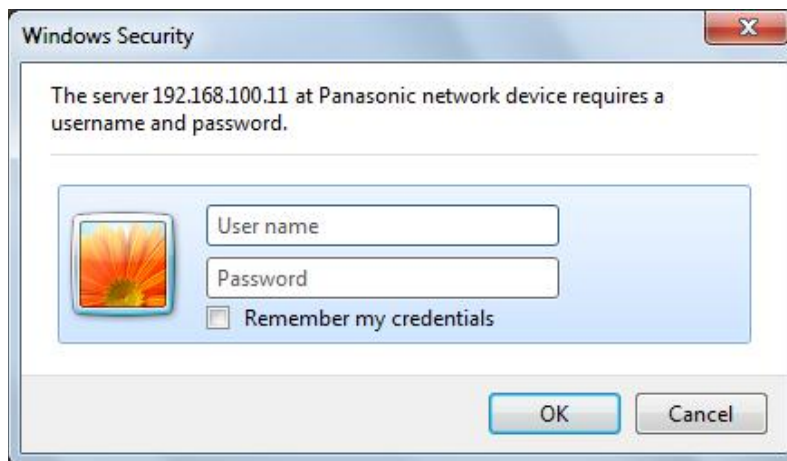 Windows Security
The server 192.168.100.11 at Panasonic network device requires a
username and password.
User name
Password
Remember my credentials
OK
Cancel